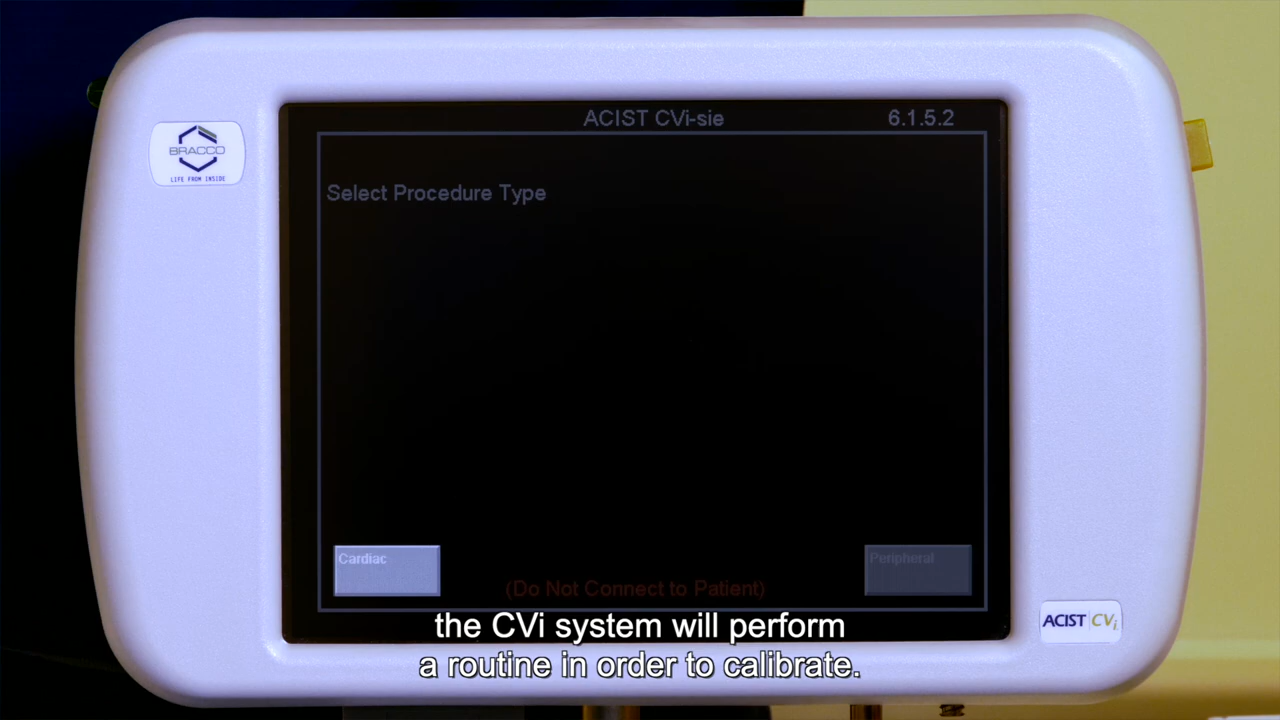 ACIST CVi-sie 6.1.5.2
BRACCO
LIFE FROM INSIDE
Select Procedure Type
Cardiac
Peripheral
(Do Not Connect to Patient)
ACIST CVi
the CVi system will perform
a routine in order to calibrate.